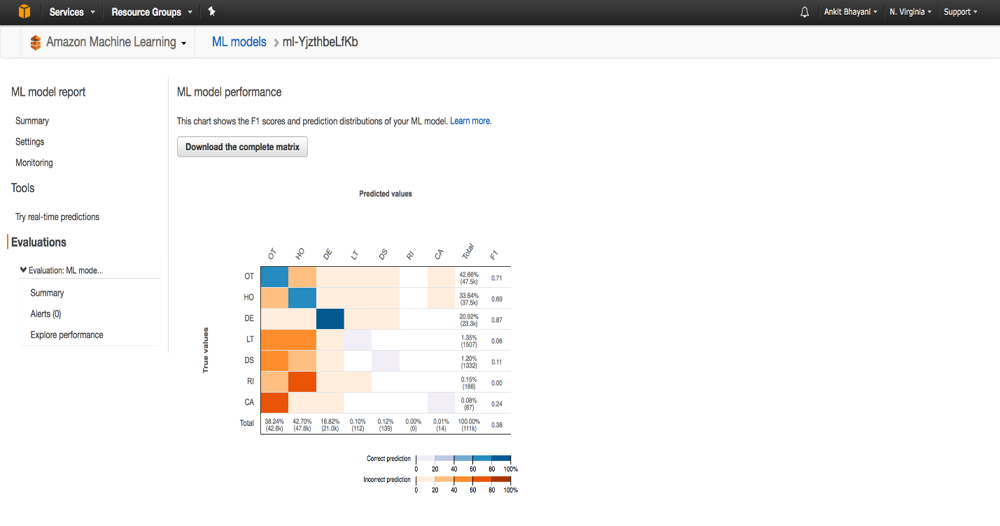 Services Resource Groups Ankit Bhayani N. Virginia Support
Amazon Machine Learning ML models ml-YjzthbeLfKb
ML model report
Summary
Settings
Monitoring
Tools
Try real-time predictions
Evaluations
Evaluation: ML mode...
Summary
Alerts (0)
Explore performance
ML model performance
This chart shows the F1 scores and prediction distributions of your ML model. Learn more.
Download the complete matrix
Predicted values
OT HO DE LT DS RI CA Total F1
True values
OT 42.66% (47.5k) 0.71
HO 33.64% (37.5k) 0.69
DE 20.92% (23.3k) 0.87
LT 1.35% (1507) 0.06
DS 1.20% (1332) 0.11
RI 0.15% (168) 0.00
CA 0.08% (87) 0.24
Total 38.24% 42.70% 18.82% 0.10% 0.12% 0.00% 0.01% 100.00% 0.38
(42.6k) (47.6k) (21.0k) (112) (139) (0) (14) (111k)
Correct prediction
0 20 40 60 80 100%
Incorrect prediction
0 20 40 60 80 100%